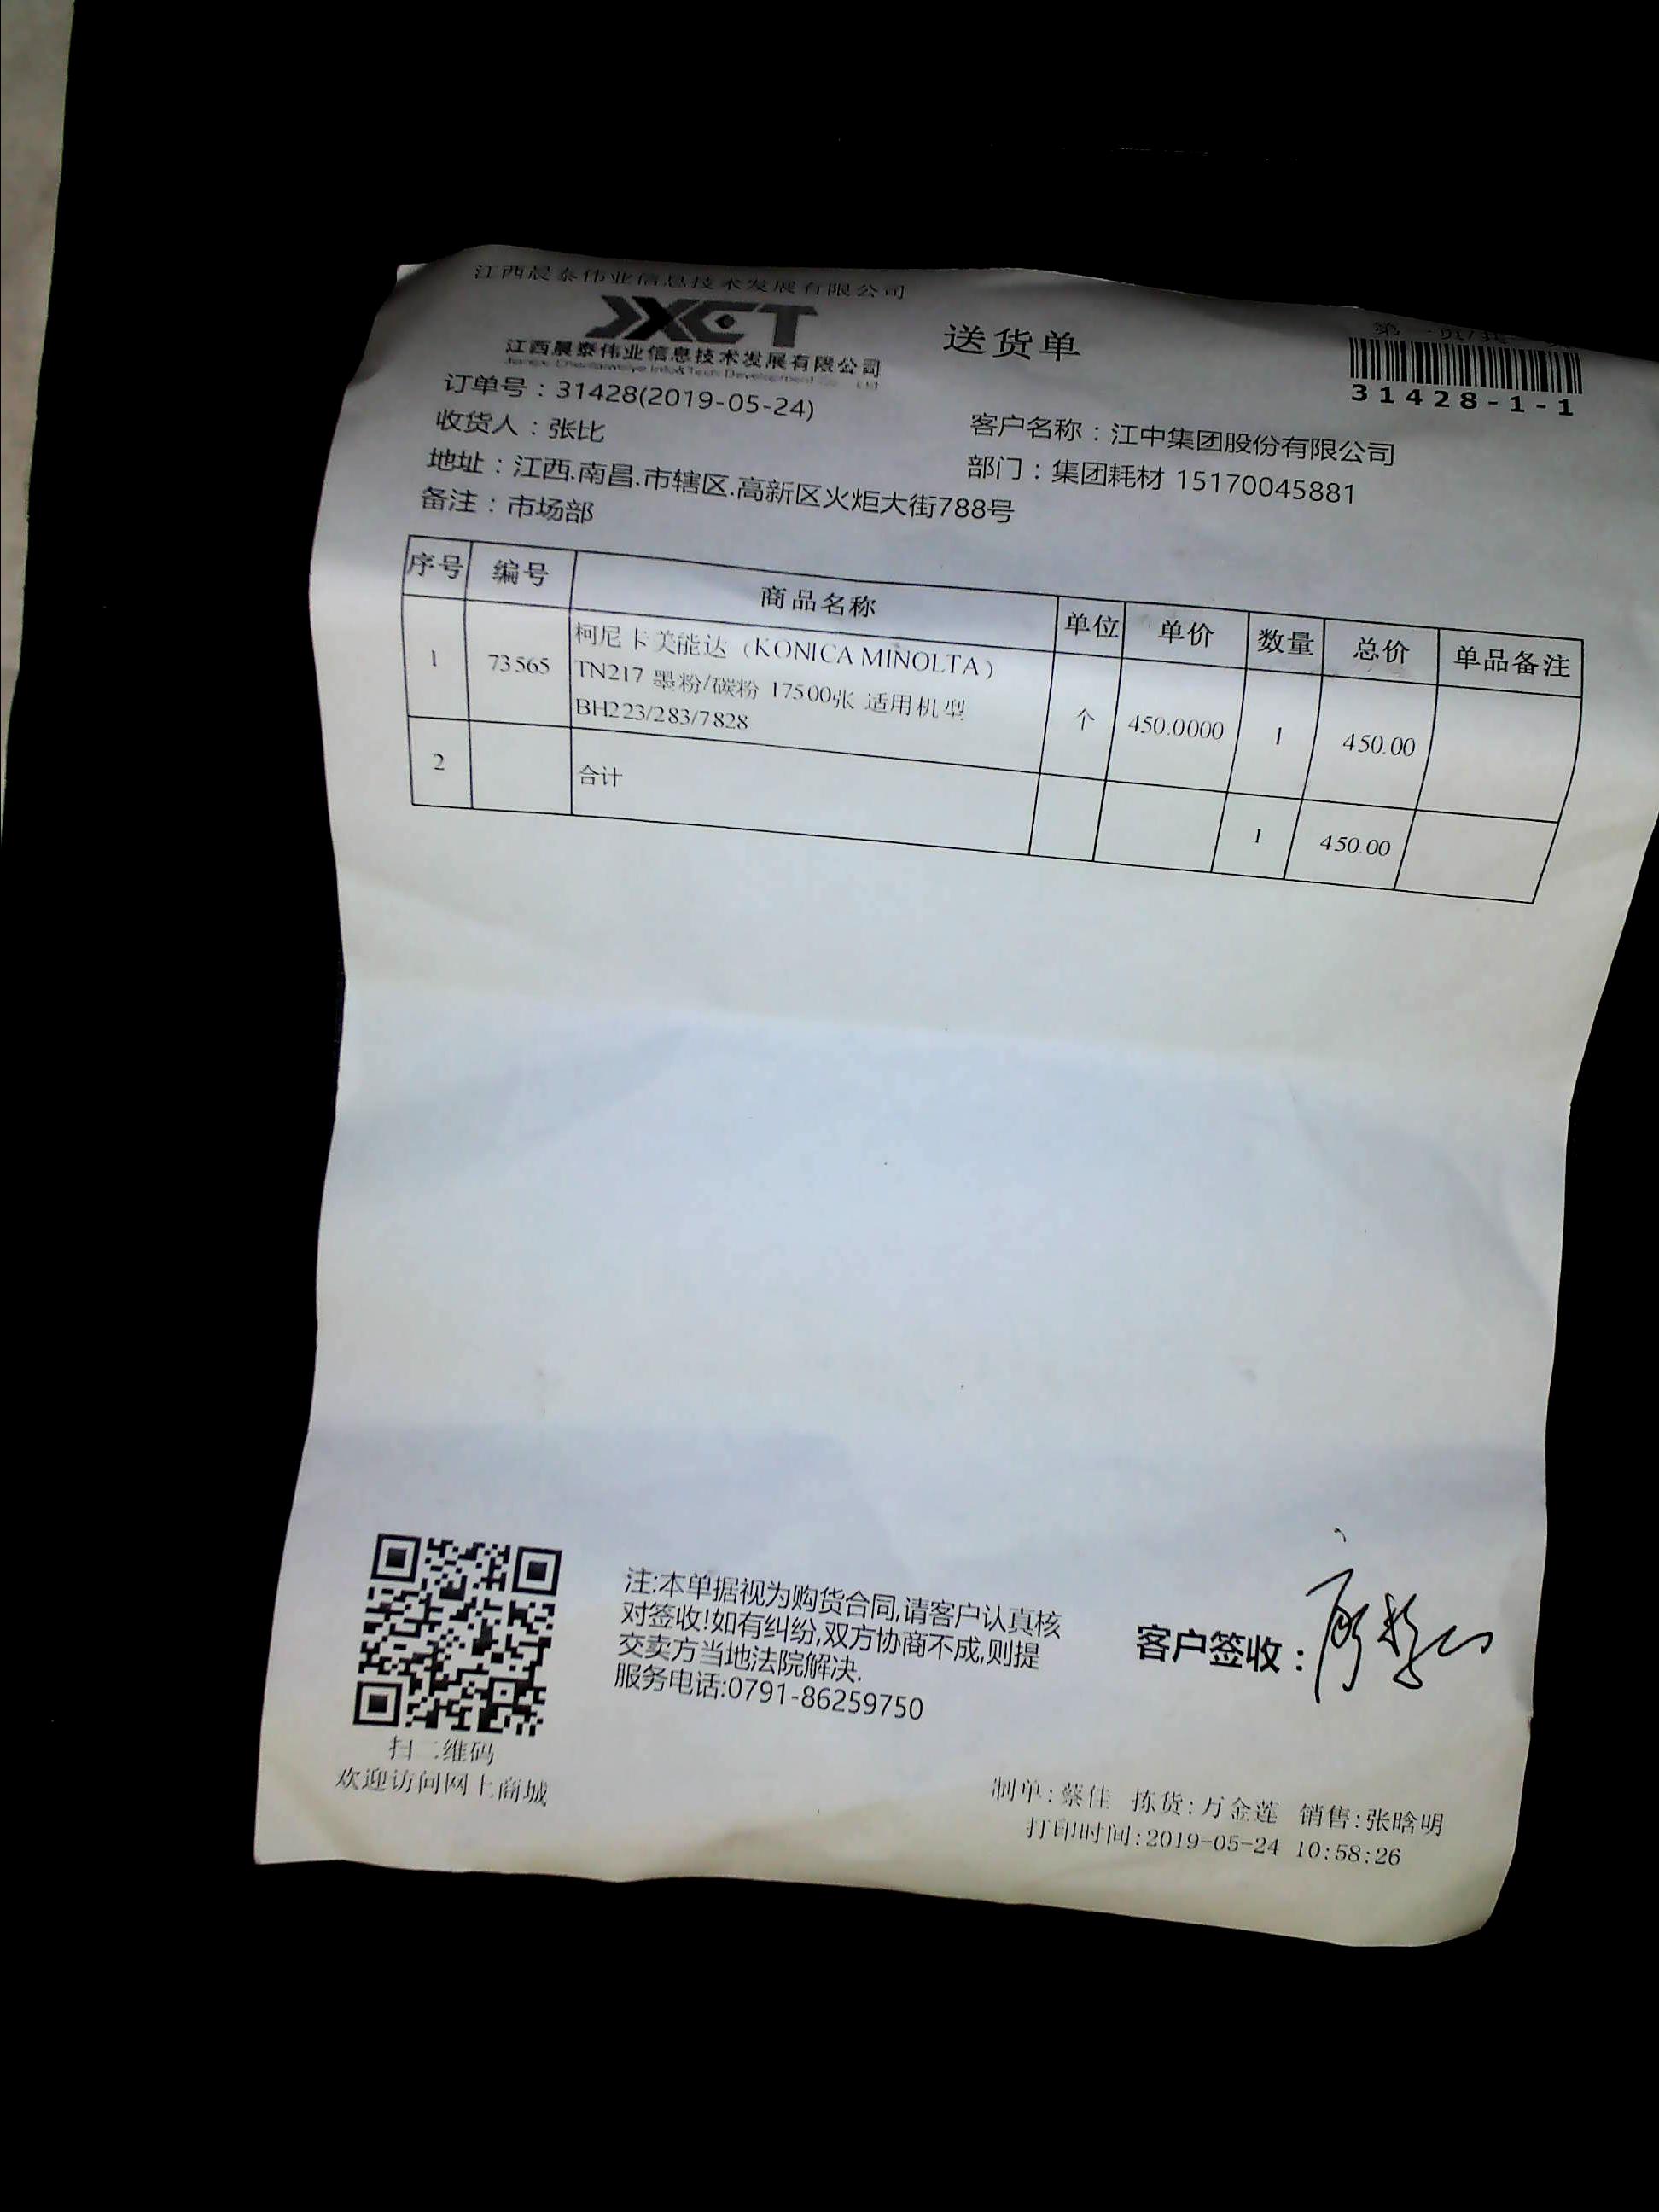 江西晨泰伟业信息技术发展有限公司
JXCT
江西晨泰伟业信息技术发展有限公司
送货单
31428-1-1
订单号：31428(2019-05-24)
收货人：张比
客户名称：江中集团股份有限公司
地址：江西.南昌.市辖区.高新区火炬大街788号
部门：集团耗材 15170045881
备注：市场部
序号 编号 商品名称 单位 单价 数量 总价 单品备注
柯尼卡美能达（KONICA MINOLTA）
1 73565 TN217 墨粉/碳粉 17500张 适用机型 个 450.0000 1 450.00
BH223/283/7828
2 合计 1 450.00
注:本单据视为购货合同,请客户认真核
对签收!如有纠纷,双方协商不成,则提
交卖方当地法院解决.
服务电话:0791-86259750
客户签收：
扫二维码
欢迎访问网上商城
制单:蔡佳 拣货:万金莲 销售:张晗明
打印时间:2019-05-24 10:58:26